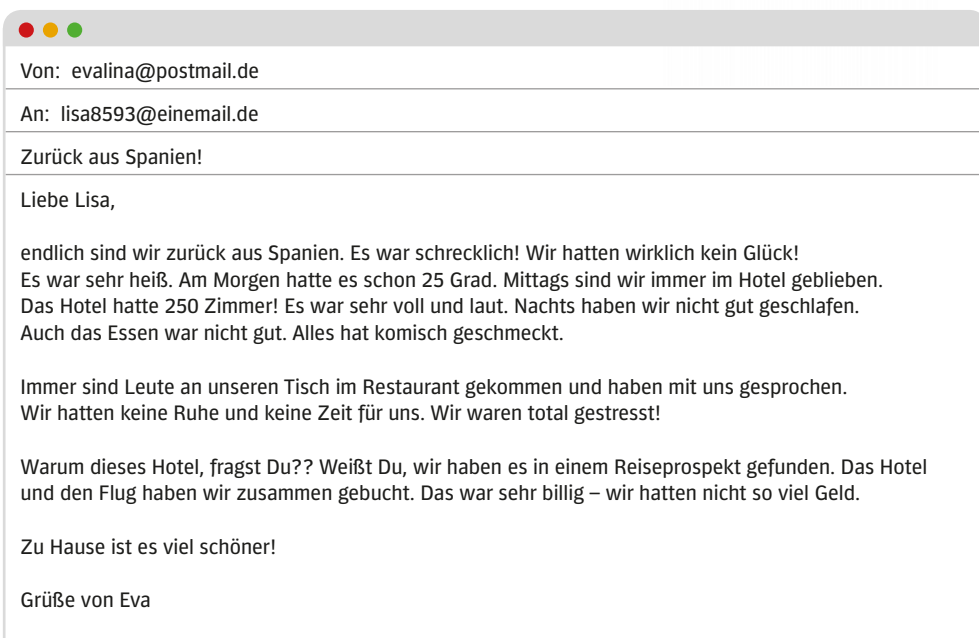 Von: evalina@postmail.de
An: lisa8593@einemail.de
Zurück aus Spanien!
Liebe Lisa,
endlich sind wir zurück aus Spanien. Es war schrecklich! Wir hatten wirklich kein Glück!
Es war sehr heiß. Am Morgen hatte es schon 25 Grad. Mittags sind wir immer im Hotel geblieben.
Das Hotel hatte 250 Zimmer! Es war sehr voll und laut. Nachts haben wir nicht gut geschlafen.
Auch das Essen war nicht gut. Alles hat komisch geschmeckt.
Immer sind Leute an unseren Tisch im Restaurant gekommen und haben mit uns gesprochen.
Wir hatten keine Ruhe und keine Zeit für uns. Wir waren total gestresst!
Warum dieses Hotel, fragst Du?? Weißt Du, wir haben es in einem Reiseprospekt gefunden. Das Hotel
und den Flug haben wir zusammen gebucht. Das war sehr billig – wir hatten nicht so viel Geld.
Zu Hause ist es viel schöner!
Grüße von Eva